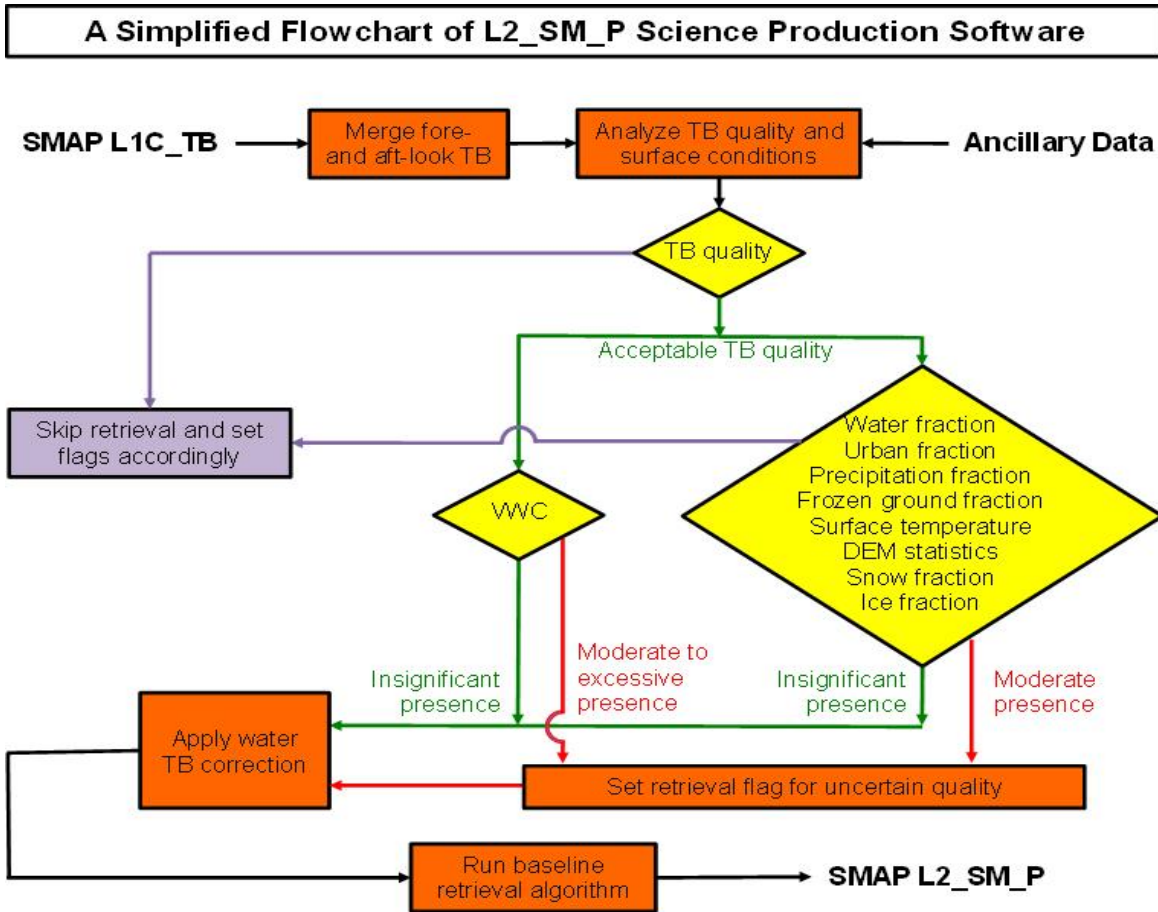 A Simplified Flowchart of L2_SM_P Science Production Software
SMAP L1C_TB
Merge fore-
and aft-look TB
Analyze TB quality and
surface conditions
Ancillary Data
TB quality
Acceptable TB quality
Skip retrieval and set
flags accordingly
VWC
Water fraction
Urban fraction
Precipitation fraction
Frozen ground fraction
Surface temperature
DEM statistics
Snow fraction
Ice fraction
Insignificant
presence
Moderate to
excessive
presence
Insignificant
presence
Moderate
presence
Apply water
TB correction
Set retrieval flag for uncertain quality
Run baseline
retrieval algorithm
SMAP L2_SM_P